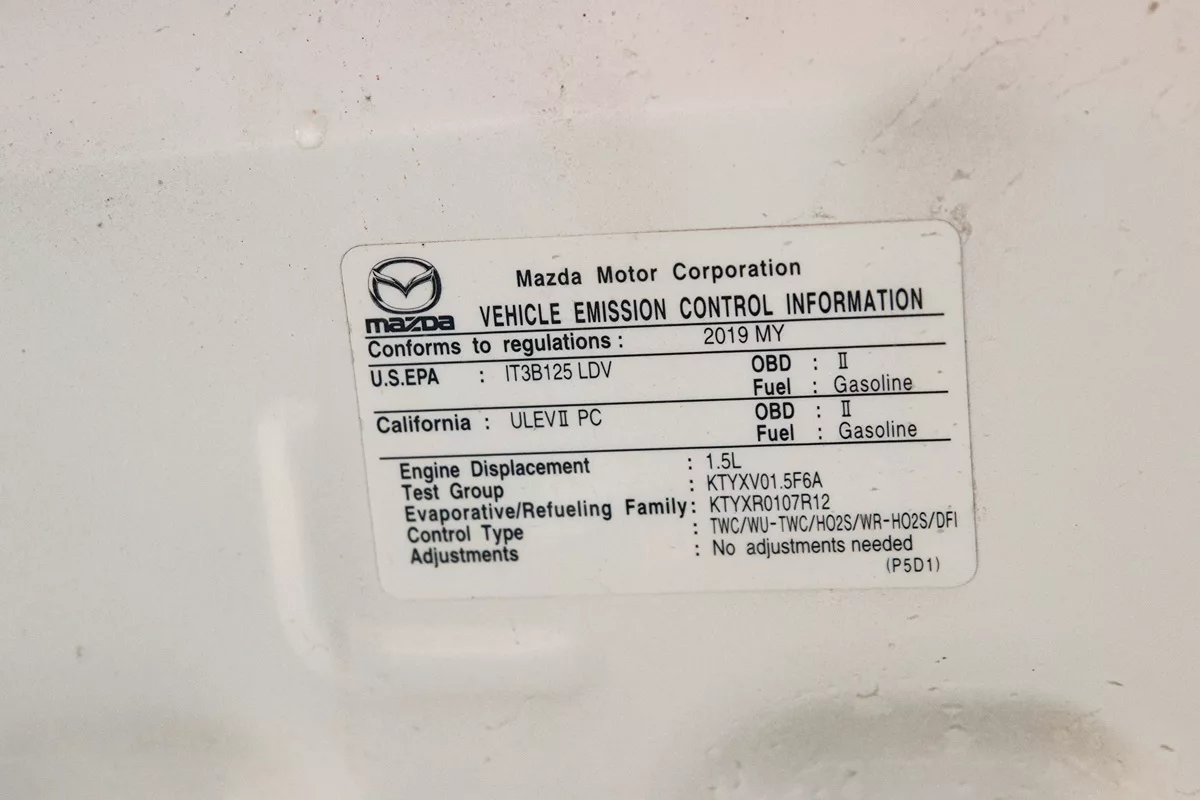 Mazda Motor Corporation
mazda VEHICLE EMISSION CONTROL INFORMATION
Conforms to regulations : 2019 MY
U.S.EPA : IT3B125 LDV OBD : Ⅱ
Fuel : Gasoline
California : ULEVⅡ PC OBD : Ⅱ
Fuel : Gasoline
Engine Displacement : 1.5L
Test Group : KTYXV01.5F6A
Evaporative/Refueling Family : KTYXR0107R12
Control Type : TWC/WU-TWC/HO2S/WR-HO2S/DFI
Adjustments : No adjustments needed
(P5D1)